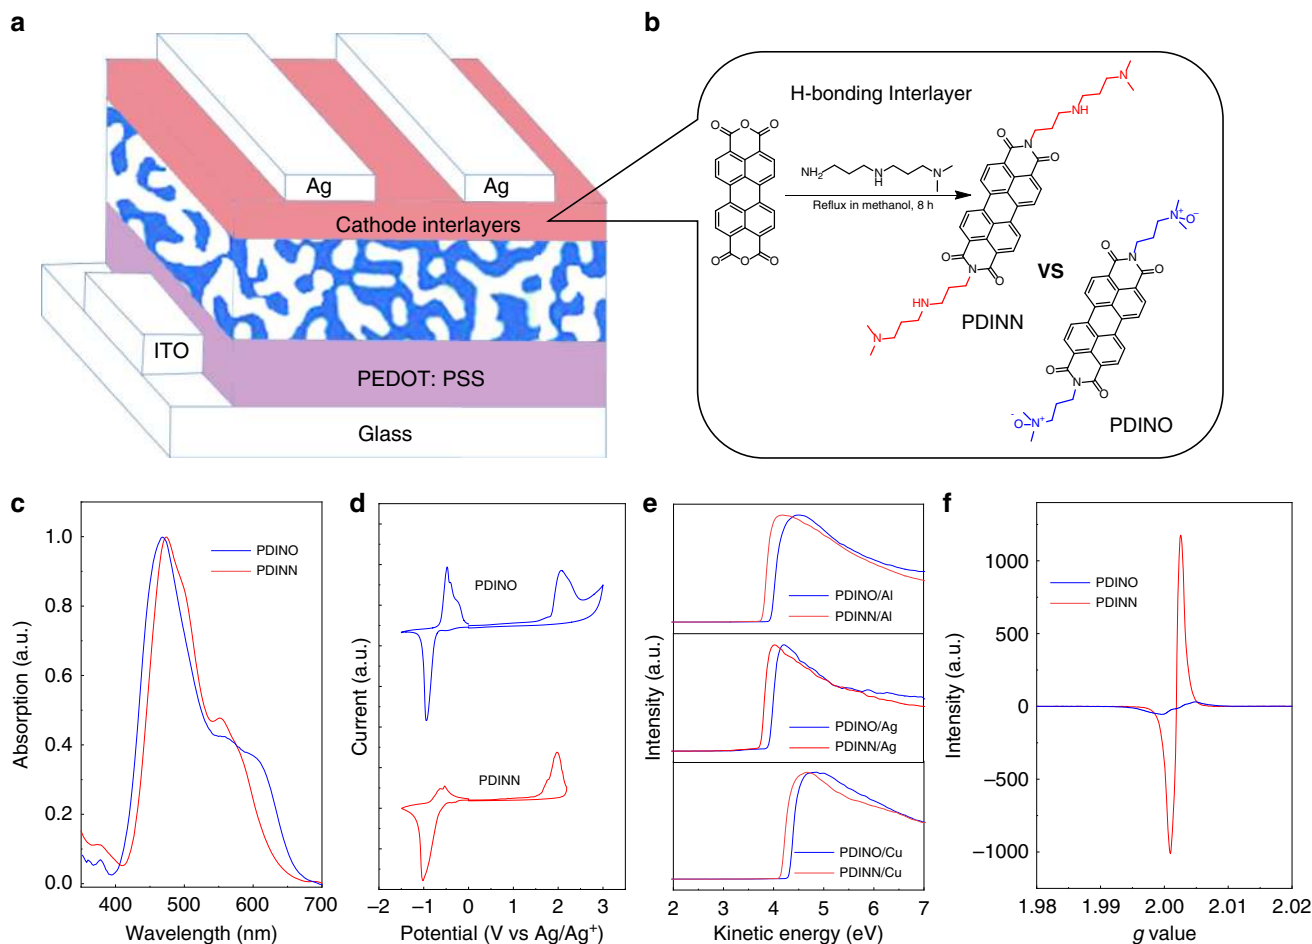 a
Ag
Ag
Cathode interlayers
ITO
PEDOT: PSS
Glass
b
H-bonding Interlayer
O
O
O
O
O
O
NH₂
N
H
N
Reflux in methanol, 8 h
N
NH
O
N
O
O
N
O
HN
N
PDINN
VS
N⁺
O⁻
O
N
O
O
N
O
⁻O
N⁺
PDINO
c
Absorption (a.u.)
1.0
0.8
0.6
0.4
0.2
0.0
PDINO
PDINN
400
500
600
700
Wavelength (nm)
d
Current (a.u.)
PDINO
PDINN
−2
−1
0
1
2
3
Potential (V vs Ag/Ag⁺)
e
Intensity (a.u.)
PDINO/Al
PDINN/Al
PDINO/Ag
PDINN/Ag
PDINO/Cu
PDINN/Cu
2
3
4
5
6
7
Kinetic energy (eV)
f
Intensity (a.u.)
1000
500
0
−500
−1000
PDINO
PDINN
1.98
1.99
2.00
2.01
2.02
g value